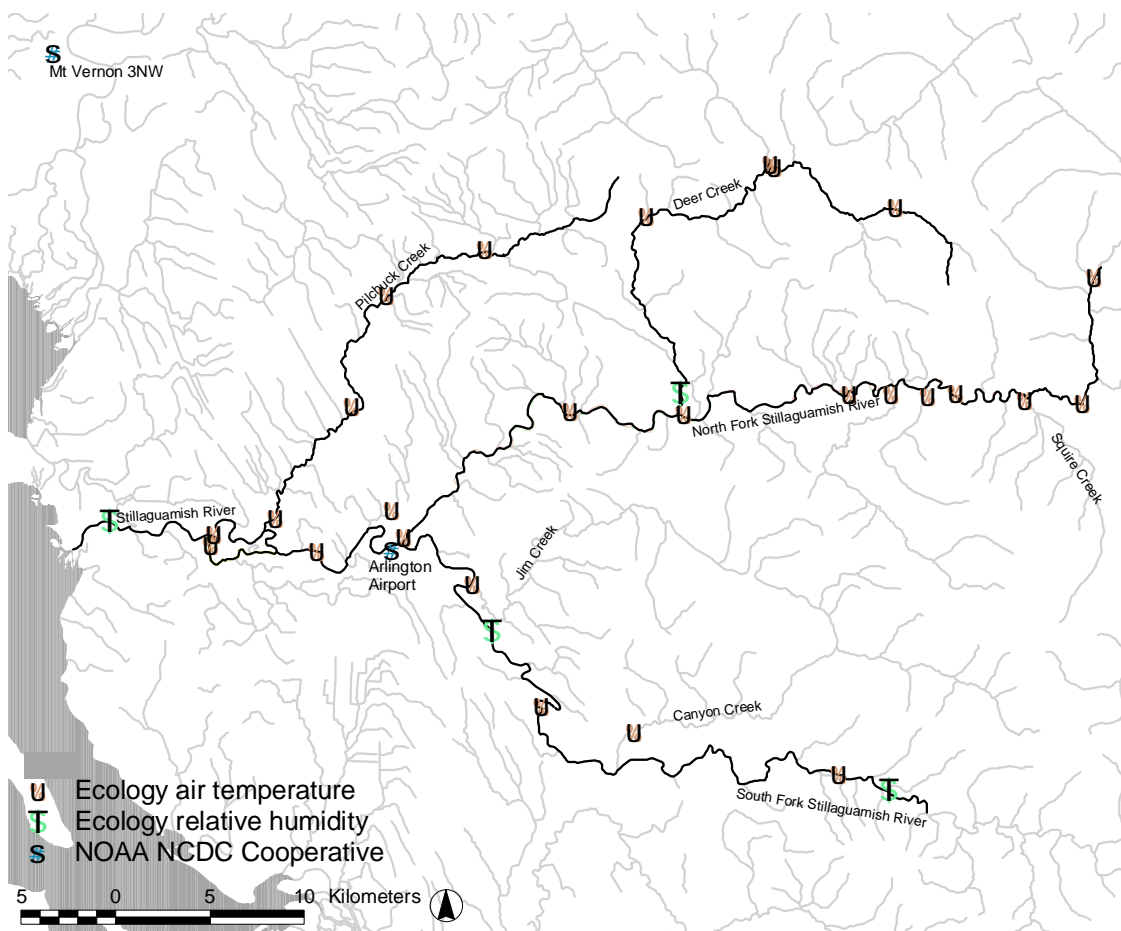 Mt Vernon 3NW
Deer Creek
Pilchuck Creek
North Fork Stillaguamish River
Squire Creek
Stillaguamish River
Jim Creek
Arlington
Airport
Canyon Creek
South Fork Stillaguamish River
U Ecology air temperature
T Ecology relative humidity
S NOAA NCDC Cooperative
5 0 5 10 Kilometers